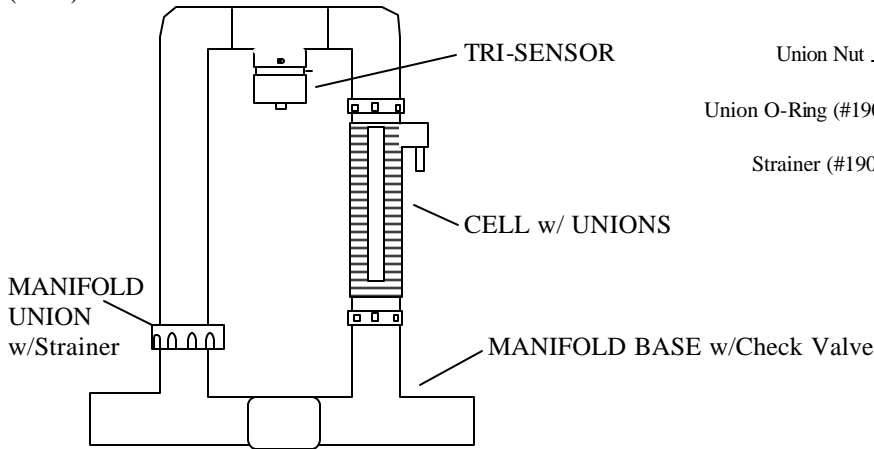 TRI-SENSOR
Union Nut
Union O-Ring (#190
Strainer (#190
CELL w/ UNIONS
MANIFOLD
UNION
w/Strainer
MANIFOLD BASE w/Check Valve